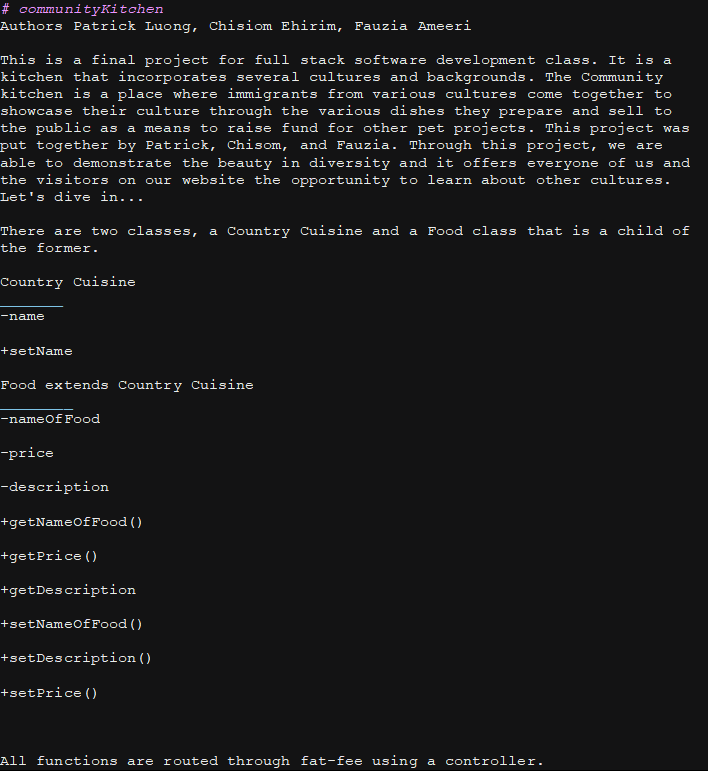 # communityKitchen
Authors Patrick Luong, Chisiom Ehirim, Fauzia Ameeri
This is a final project for full stack software development class. It is a
kitchen that incorporates several cultures and backgrounds. The Community
kitchen is a place where immigrants from various cultures come together to
showcase their culture through the various dishes they prepare and sell to
the public as a means to raise fund for other pet projects. This project was
put together by Patrick, Chisom, and Fauzia. Through this project, we are
able to demonstrate the beauty in diversity and it offers everyone of us and
the visitors on our website the opportunity to learn about other cultures.
Let's dive in...
There are two classes, a Country Cuisine and a Food class that is a child of
the former.
Country Cuisine
_______
-name
+setName
Food extends Country Cuisine
________
-nameOfFood
-price
-description
+getNameOfFood()
+getPrice()
+getDescription
+setNameOfFood()
+setDescription()
+setPrice()
All functions are routed through fat-fee using a controller.